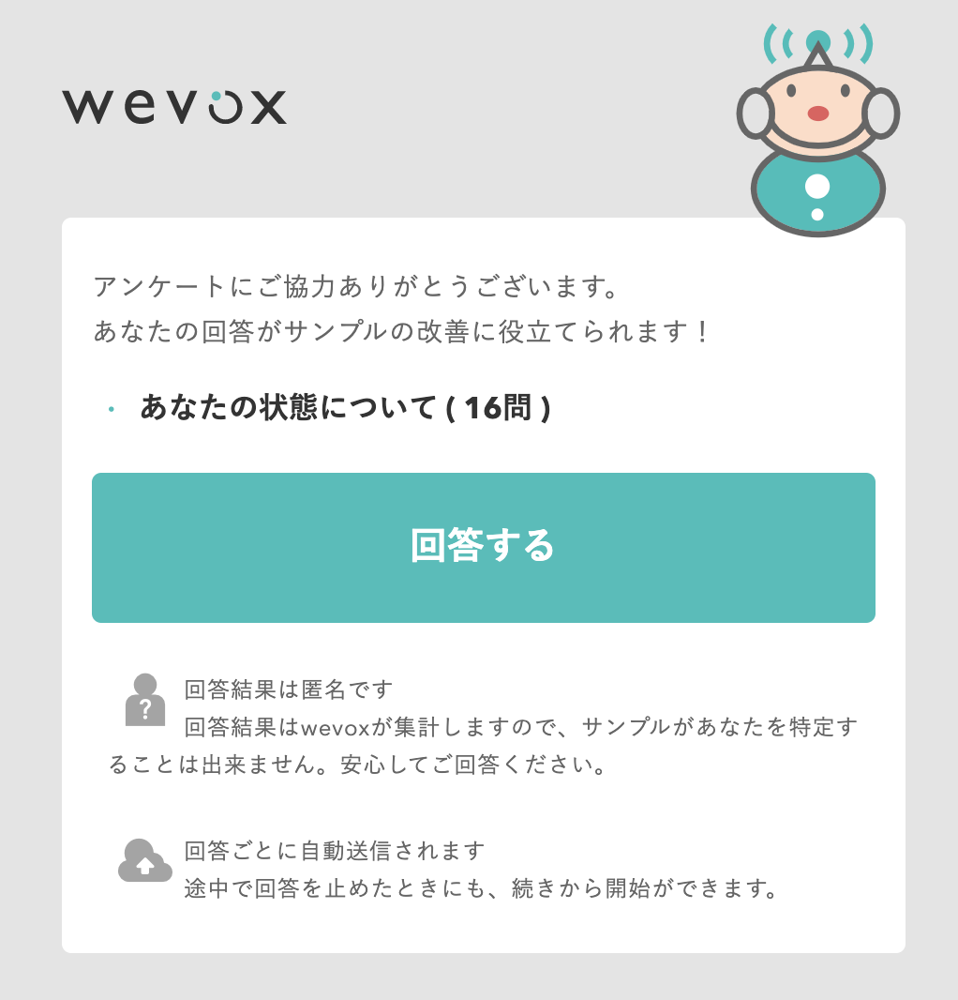 wevox
アンケートにご協力ありがとうございます。
あなたの回答がサンプルの改善に役立てられます！
・ あなたの状態について ( 16問 )
回答する
?
回答結果は匿名です
回答結果はwevoxが集計しますので、サンプルがあなたを特定す
ることは出来ません。安心してご回答ください。
回答ごとに自動送信されます
途中で回答を止めたときにも、続きから開始ができます。